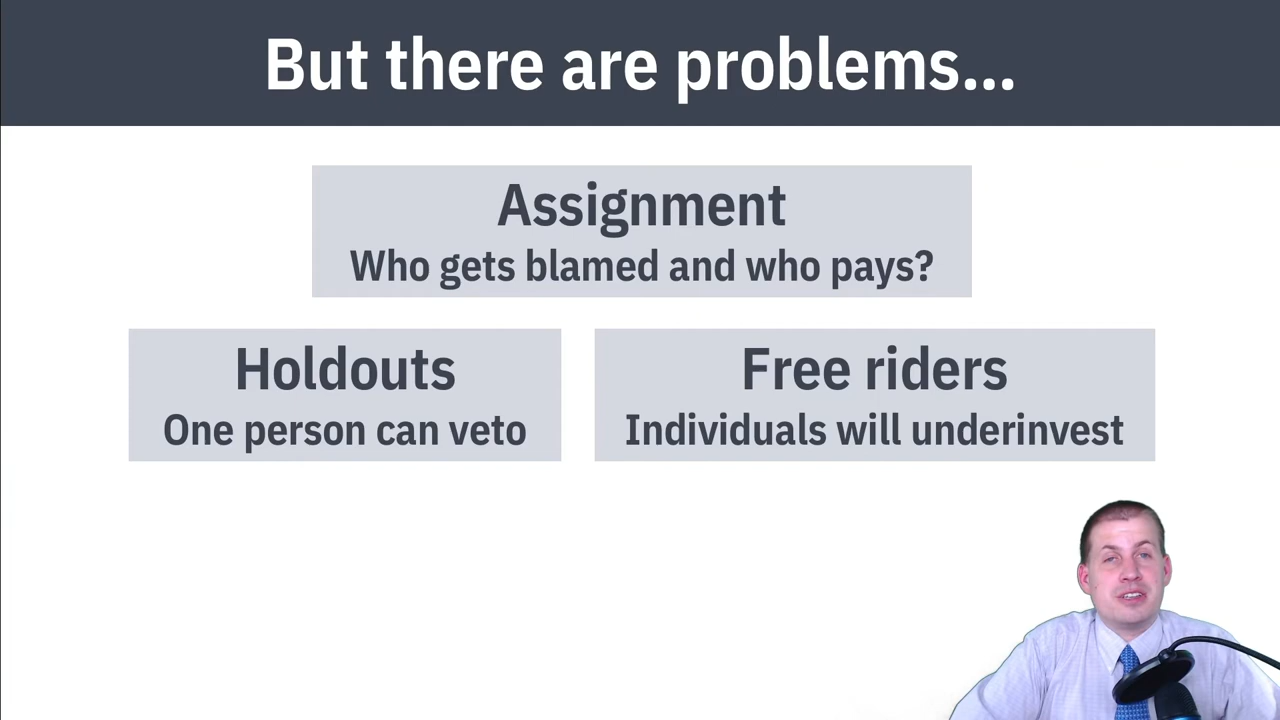 But there are problems...
Assignment
Who gets blamed and who pays?
Holdouts
One person can veto
Free riders
Individuals will underinvest